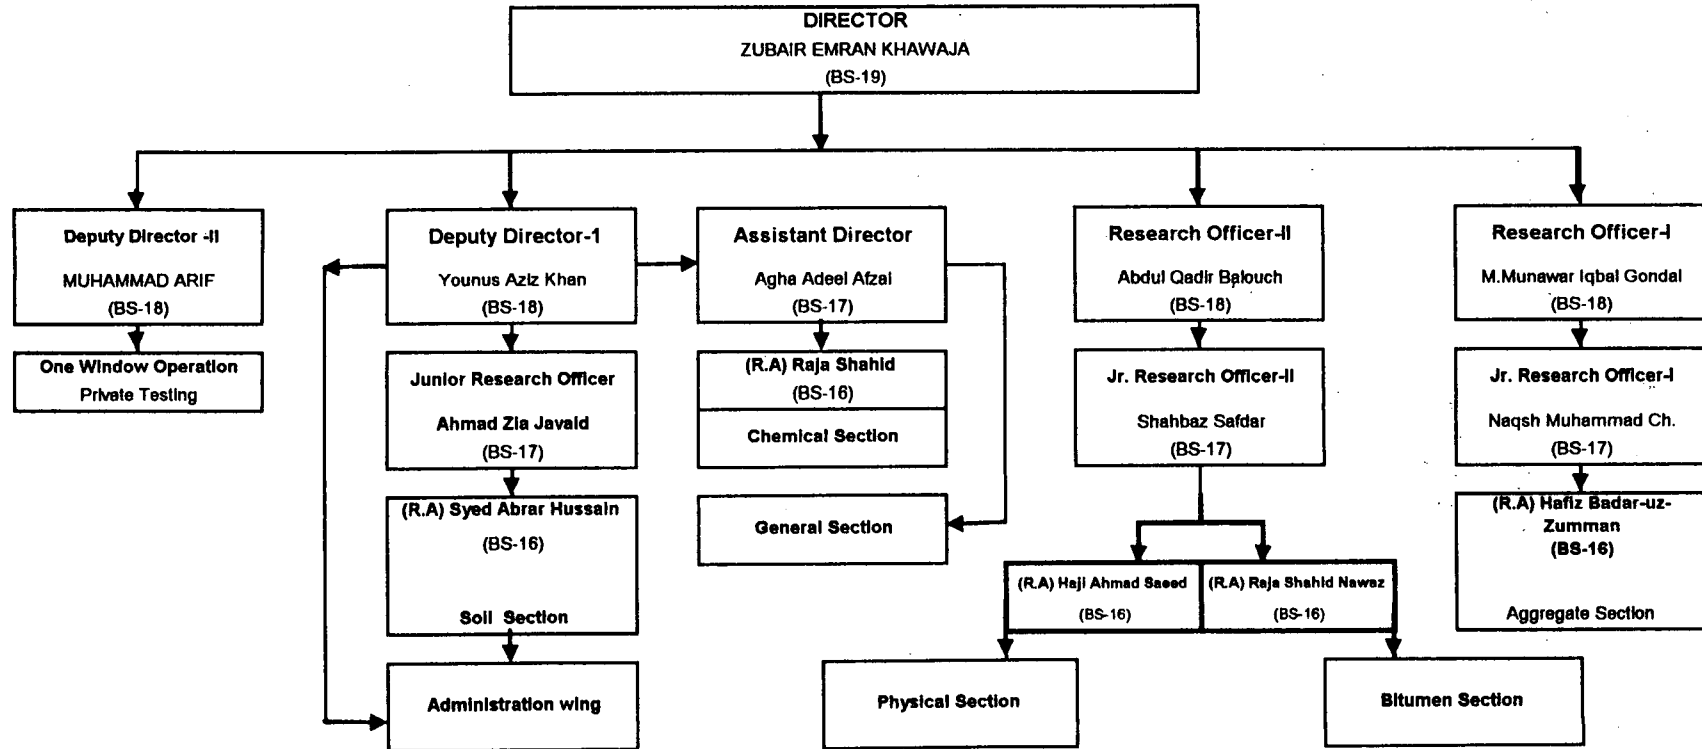 DIRECTOR
ZUBAIR EMRAN KHAWAJA
(BS-19)
Deputy Director -II
MUHAMMAD ARIF
(BS-18)
One Window Operation
Private Testing
Deputy Director-1
Younus Aziz Khan
(BS-18)
Junior Research Officer
Ahmad Zia Javaid
(BS-17)
(R.A) Syed Abrar Hussain
(BS-16)
Soil Section
Administration wing
Assistant Director
Agha Adeel Afzal
(BS-17)
(R.A) Raja Shahid
(BS-16)
Chemical Section
General Section
Research Officer-II
Abdul Qadir Balouch
(BS-18)
Jr. Research Officer-II
Shahbaz Safdar
(BS-17)
(R.A) Haji Ahmad Saeed
(BS-16)
(R.A) Raja Shahid Nawaz
(BS-16)
Physical Section
Bitumen Section
Research Officer-I
M.Munawar Iqbal Gondal
(BS-18)
Jr. Research Officer-I
Naqsh Muhammad Ch.
(BS-17)
(R.A) Hafiz Badar-uz-
Zumman
(BS-16)
Aggregate Section